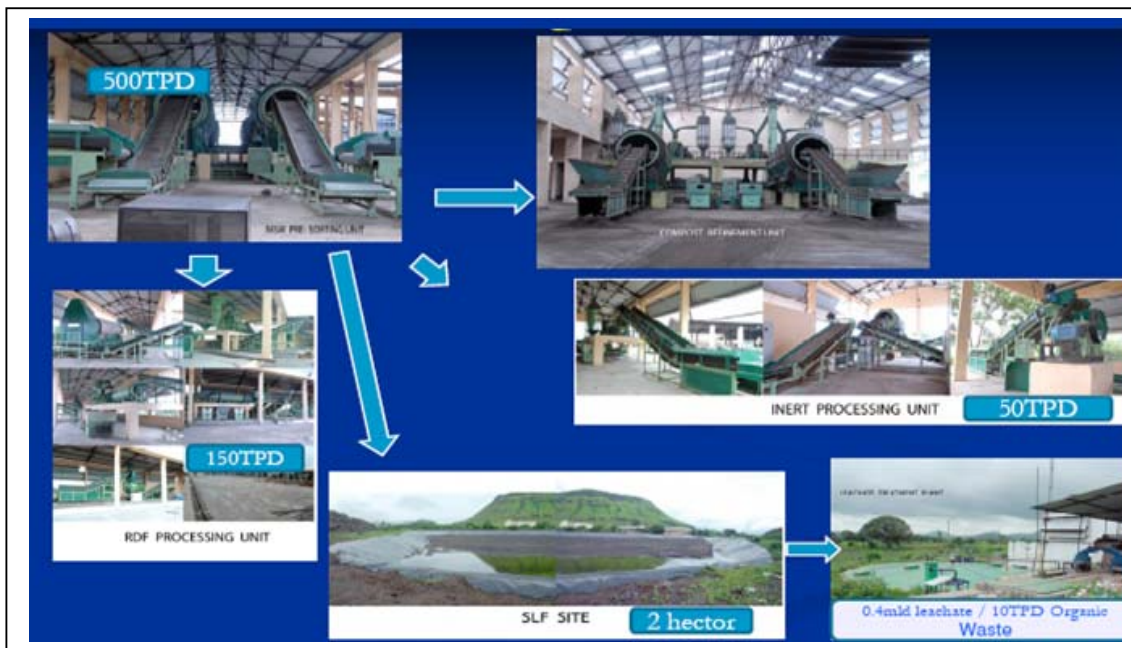 500TPD
MSW PRE-SORTING UNIT
COMPOST REFINEMENT UNIT
INERT PROCESSING UNIT
50TPD
150TPD
RDF PROCESSING UNIT
SLF SITE
2 hector
LEACHATE TREATMENT PLANT
0.4mld leachate / 10TPD Organic
Waste